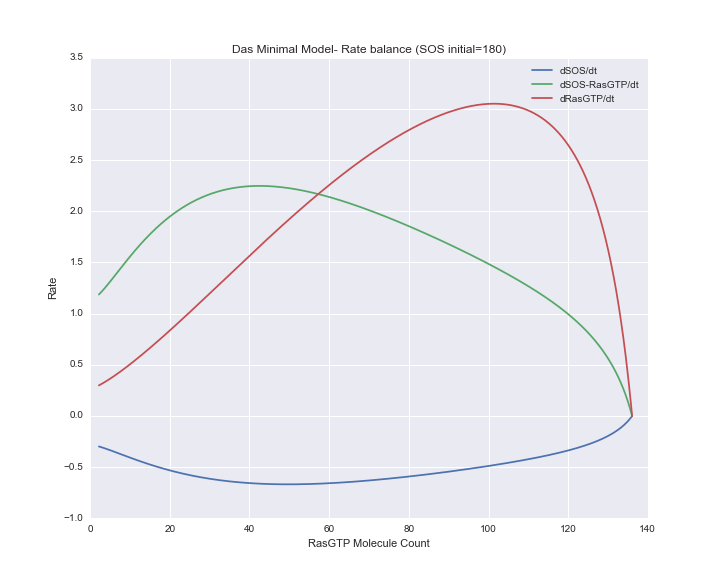 Das Minimal Model- Rate balance (SOS initial=180)
dSOS/dt
dSOS-RasGTP/dt
dRasGTP/dt
3.5
3.0
2.5
2.0
1.5
1.0
0.5
0.0
−0.5
−1.0
Rate
0 20 40 60 80 100 120 140
RasGTP Molecule Count